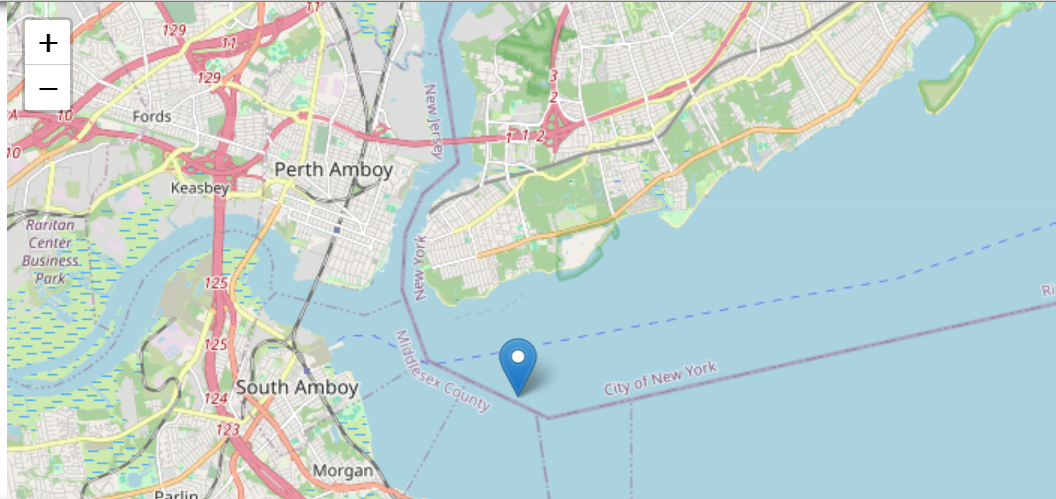 +
−
129
11
11
129
10
10
Fords
New Jersey
3
2
1 1 2
Perth Amboy
Keasbey
Raritan
Center
Business
Park
New York
125
125
Middlesex County
City of New York
South Amboy
124
123
Morgan
Parlin